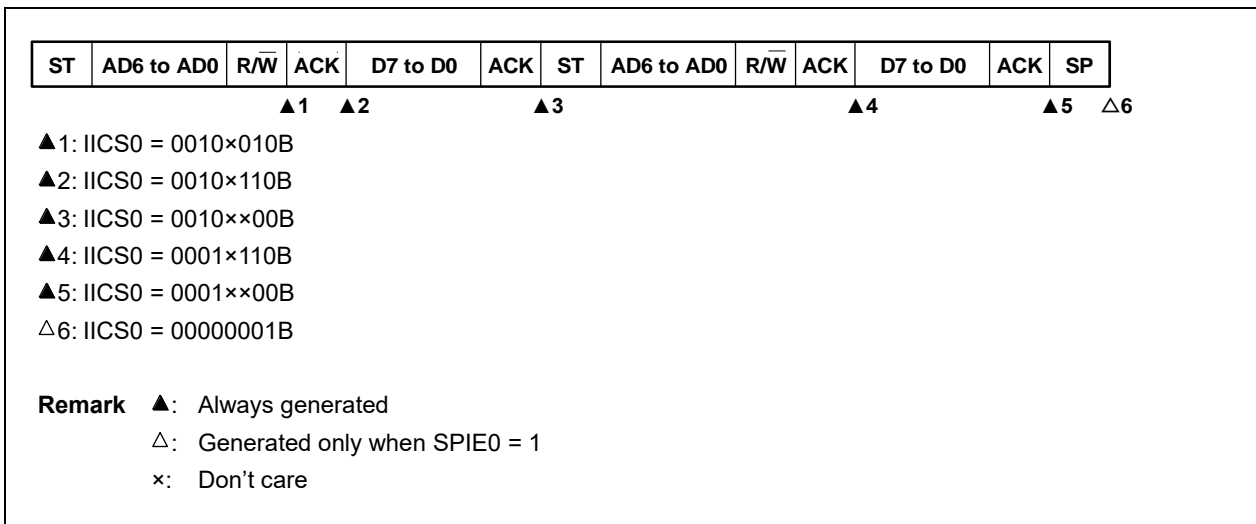 ST AD6 to AD0 R/W̅ ACK D7 to D0 ACK ST AD6 to AD0 R/W̅ ACK D7 to D0 ACK SP
▲1 ▲2 ▲3 ▲4 ▲5 △6
▲1: IICS0 = 0010×010B
▲2: IICS0 = 0010×110B
▲3: IICS0 = 0010××00B
▲4: IICS0 = 0001×110B
▲5: IICS0 = 0001××00B
△6: IICS0 = 00000001B
Remark ▲: Always generated
△: Generated only when SPIE0 = 1
×: Don't care